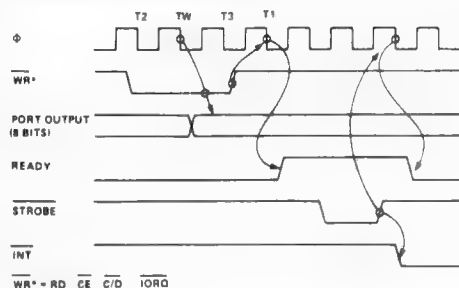 T2 TW T3 T1
Φ
WR*
PORT OUTPUT
(8 BITS)
READY
STROBE
INT
WR* = RD CE C/D IORQ